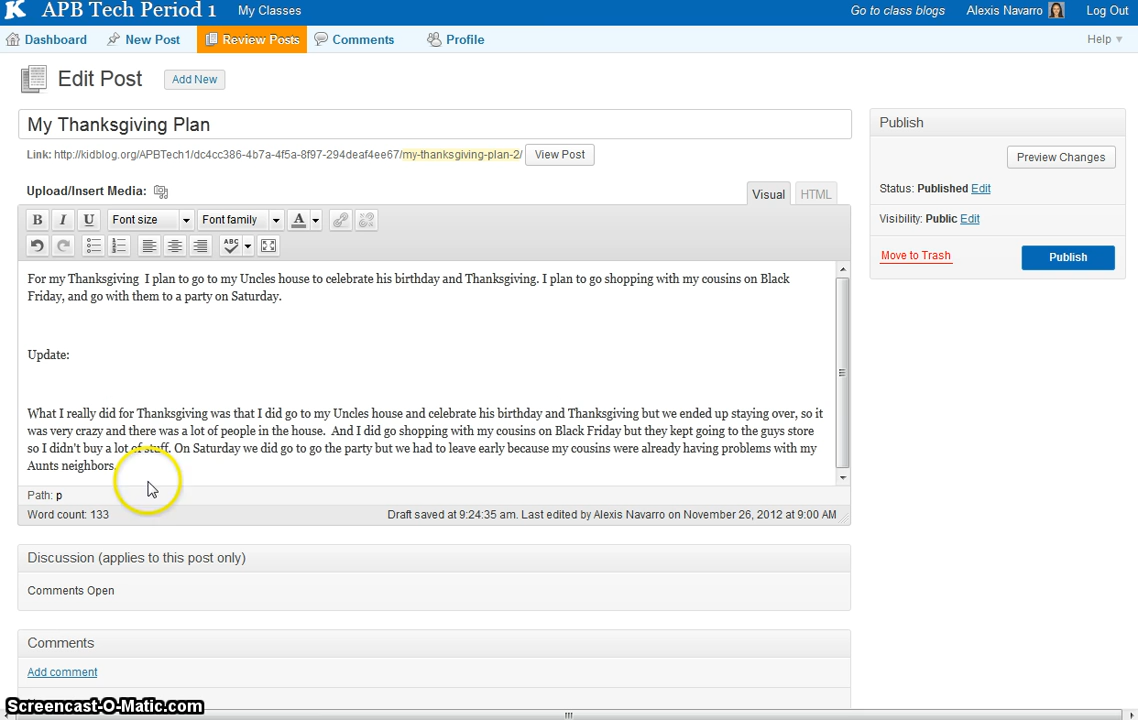 APB Tech Period 1 My Classes Go to class blogs Alexis Navarro Log Out
Dashboard New Post Review Posts Comments Profile Help
Edit Post Add New
My Thanksgiving Plan
Link: http://kidblog.org/APBTech1/dc4cc386-4b7a-4f5a-8f97-294deaf4ee67/my-thanksgiving-plan-2/ View Post
Upload/Insert Media: Visual HTML
B I U Font size Font family A
ABC
For my Thanksgiving  I plan to go to my Uncles house to celebrate his birthday and Thanksgiving. I plan to go shopping with my cousins on Black
Friday, and go with them to a party on Saturday.
Update:
What I really did for Thanksgiving was that I did go to my Uncles house and celebrate his birthday and Thanksgiving but we ended up staying over, so it
was very crazy and there was a lot of people in the house.  And I did go shopping with my cousins on Black Friday but they kept going to the guys store
so I didn't buy a lot of stuff. On Saturday we did go to go the party but we had to leave early because my cousins were already having problems with my
Aunts neighbors.
Path: p
Word count: 133 Draft saved at 9:24:35 am. Last edited by Alexis Navarro on November 26, 2012 at 9:00 AM
Discussion (applies to this post only)
Comments Open
Comments
Add comment
Publish
Preview Changes
Status: Published Edit
Visibility: Public Edit
Move to Trash Publish
Screencast-O-Matic.com